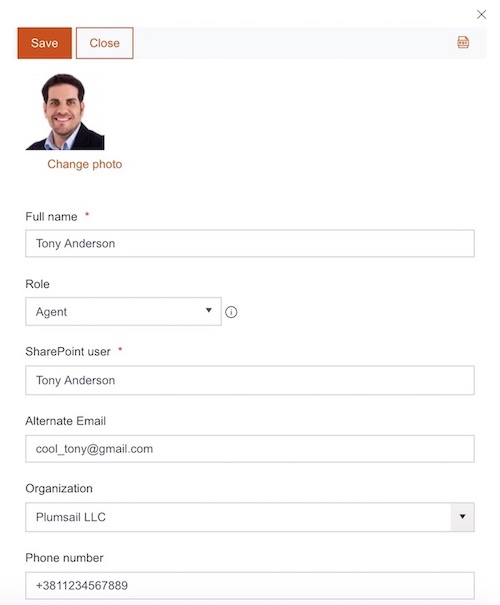 Save
Close
Change photo
Full name *
Tony Anderson
Role
Agent
SharePoint user *
Tony Anderson
Alternate Email
cool_tony@gmail.com
Organization
Plumsail LLC
Phone number
+3811234567889